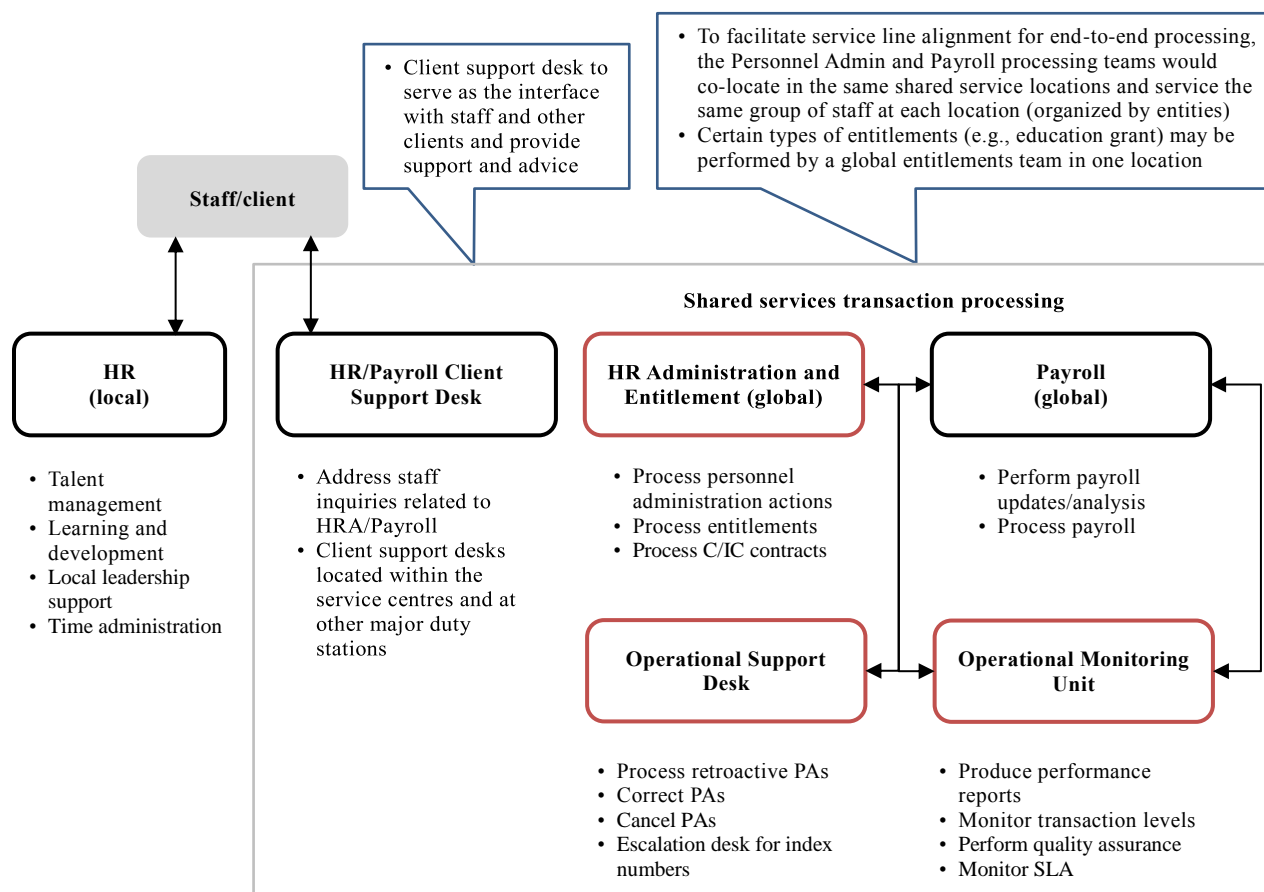 • Client support desk to
serve as the interface
with staff and other
clients and provide
support and advice
• To facilitate service line alignment for end-to-end processing,
the Personnel Admin and Payroll processing teams would
co-locate in the same shared service locations and service the
same group of staff at each location (organized by entities)
• Certain types of entitlements (e.g., education grant) may be
performed by a global entitlements team in one location
Staff/client
Shared services transaction processing
HR
(local)
• Talent
management
• Learning and
development
• Local leadership
support
• Time administration
HR/Payroll Client
Support Desk
• Address staff
inquiries related to
HRA/Payroll
• Client support desks
located within the
service centres and at
other major duty
stations
HR Administration and
Entitlement (global)
• Process personnel
administration actions
• Process entitlements
• Process C/IC contracts
Payroll
(global)
• Perform payroll
updates/analysis
• Process payroll
Operational Support
Desk
• Process retroactive PAs
• Correct PAs
• Cancel PAs
• Escalation desk for index
numbers
Operational Monitoring
Unit
• Produce performance
reports
• Monitor transaction levels
• Perform quality assurance
• Monitor SLA